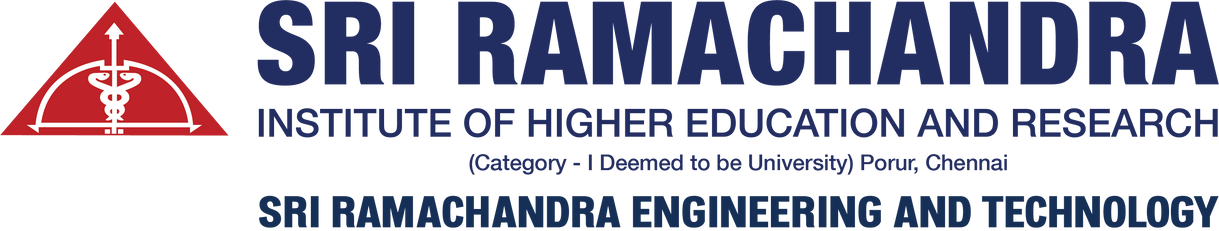 SRI RAMACHANDRA
INSTITUTE OF HIGHER EDUCATION AND RESEARCH
(Category - I Deemed to be University) Porur, Chennai
SRI RAMACHANDRA ENGINEERING AND TECHNOLOGY